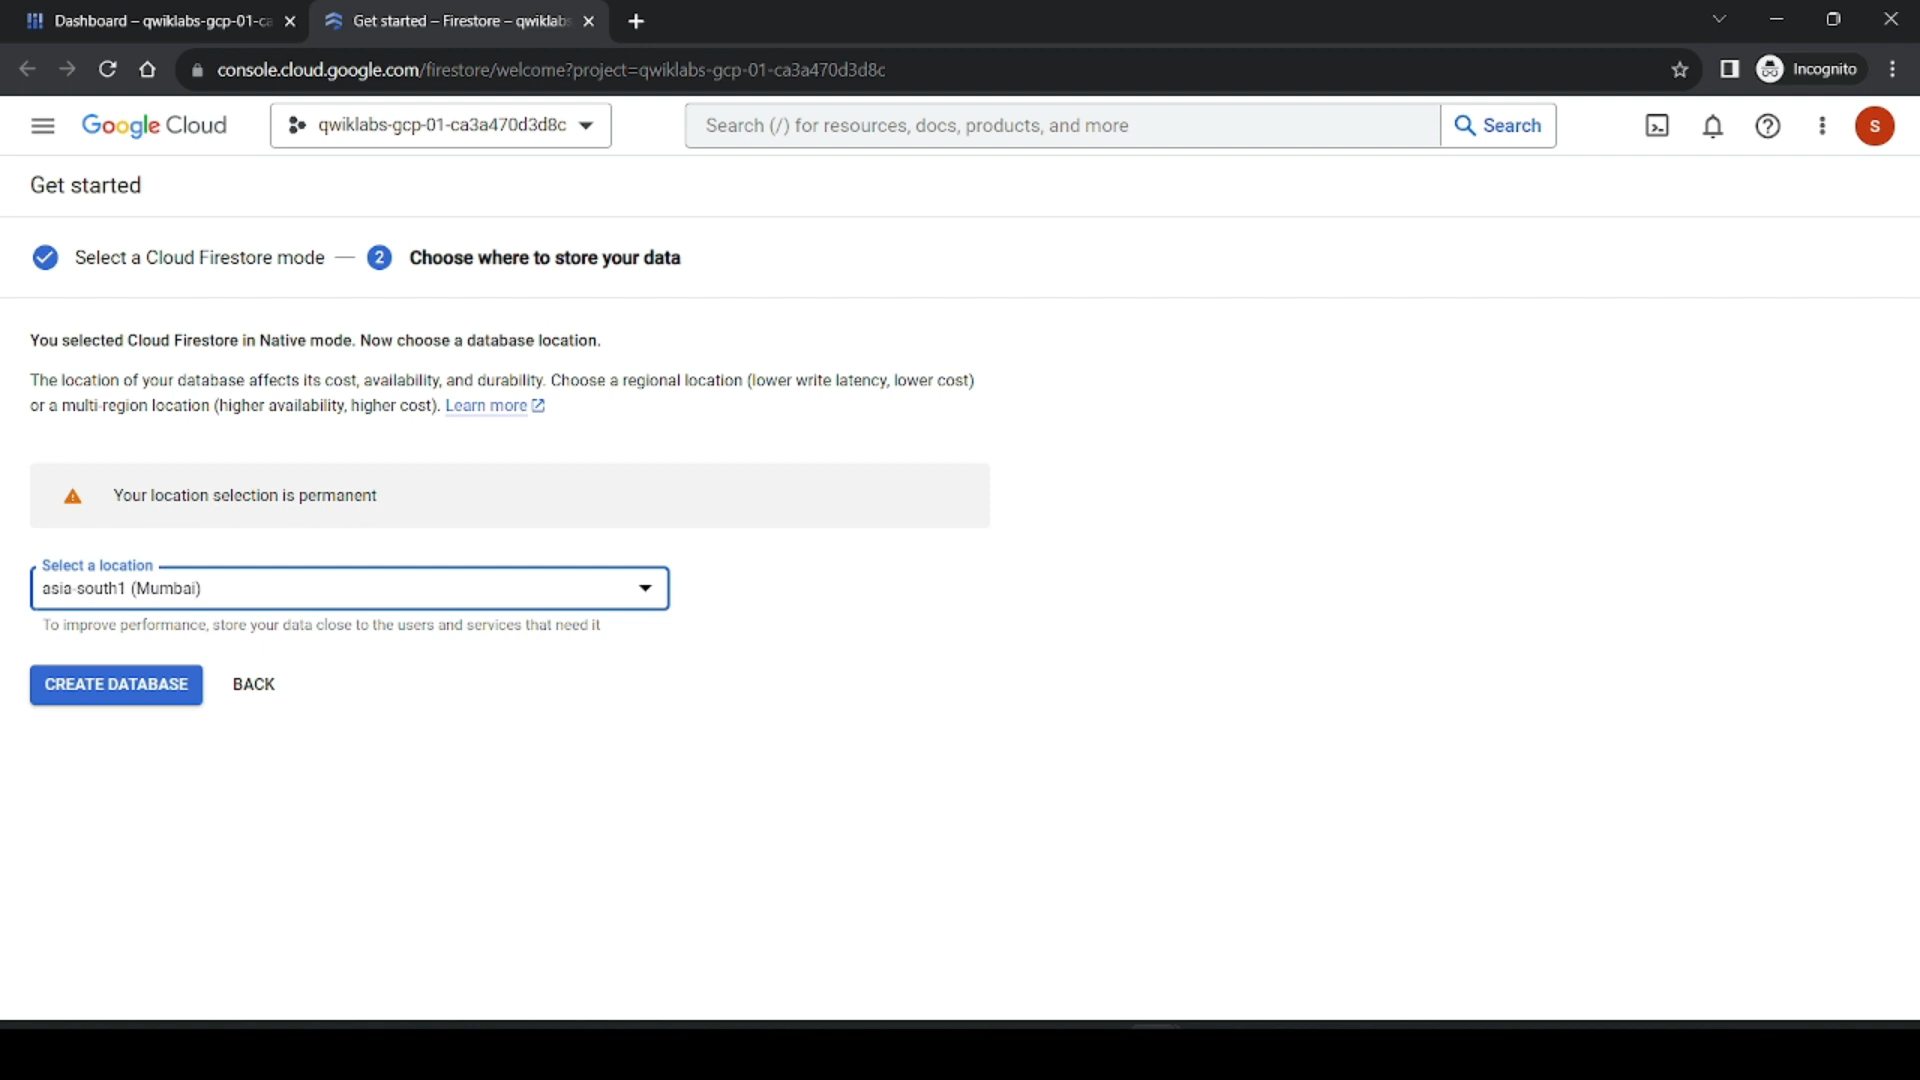 Dashboard – qwiklabs-gcp-01-ca
Get started – Firestore – qwiklabs
console.cloud.google.com/firestore/welcome?project=qwiklabs-gcp-01-ca3a470d3d8c
Incognito
Google Cloud
qwiklabs-gcp-01-ca3a470d3d8c
Search (/) for resources, docs, products, and more
Search
S
Get started
Select a Cloud Firestore mode — 2 Choose where to store your data
You selected Cloud Firestore in Native mode. Now choose a database location.
The location of your database affects its cost, availability, and durability. Choose a regional location (lower write latency, lower cost)
or a multi-region location (higher availability, higher cost). Learn more
Your location selection is permanent
Select a location
asia-south1 (Mumbai)
To improve performance, store your data close to the users and services that need it
CREATE DATABASE
BACK